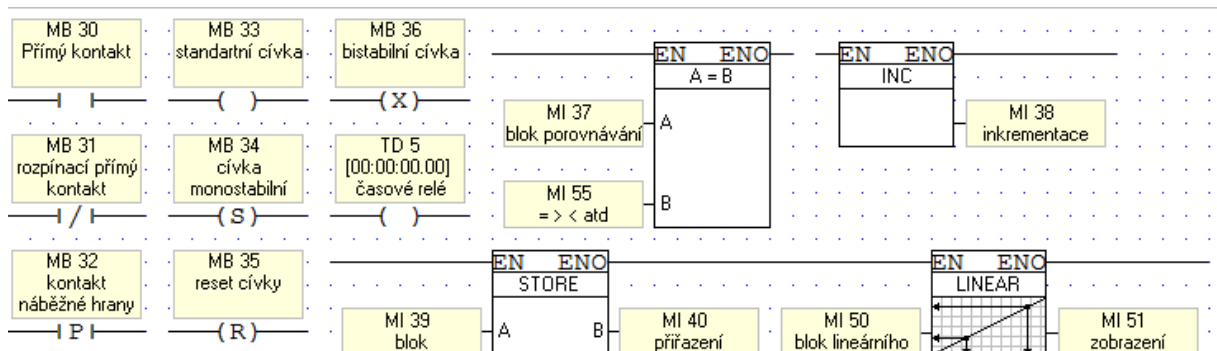 MB 30
Přímý kontakt
MB 33
standartní cívka
MB 36
bistabilní cívka
( )
(X)
EN ENO
A = B
MI 37
blok porovnávání
A
MI 55
= > < atd
B
EN ENO
INC
MI 38
inkrementace
MB 31
rozpínací přímý
kontakt
/
MB 34
cívka
monostabilní
(S)
TD 5
[00:00:00.00]
časové relé
( )
MB 32
kontakt
náběžné hrany
P
MB 35
reset cívky
(R)
EN ENO
STORE
MI 39
blok
A
B
MI 40
přiřazení
EN ENO
LINEAR
MI 50
blok lineárního
MI 51
zobrazení